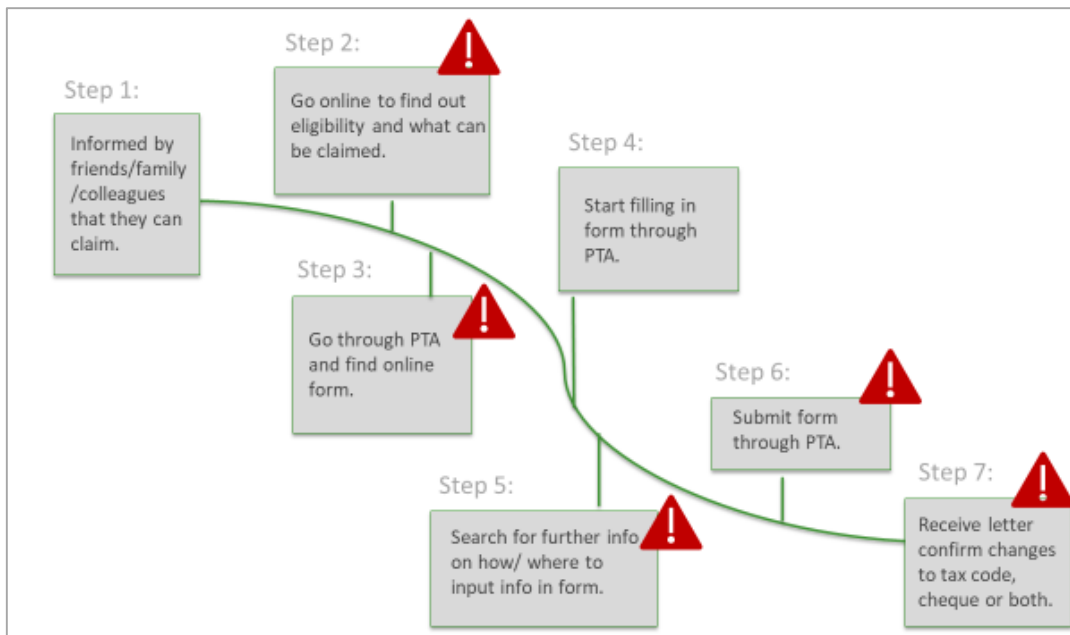 Step 1:
Informed by
friends/family
/colleagues
that they can
claim.
Step 2:
Go online to find out
eligibility and what can
be claimed.
Step 3:
Go through PTA
and find online
form.
Step 4:
Start filling in
form through
PTA.
Step 5:
Search for further info
on how/ where to
input info in form.
Step 6:
Submit form
through PTA.
Step 7:
Receive letter
confirm changes
to tax code,
cheque or both.